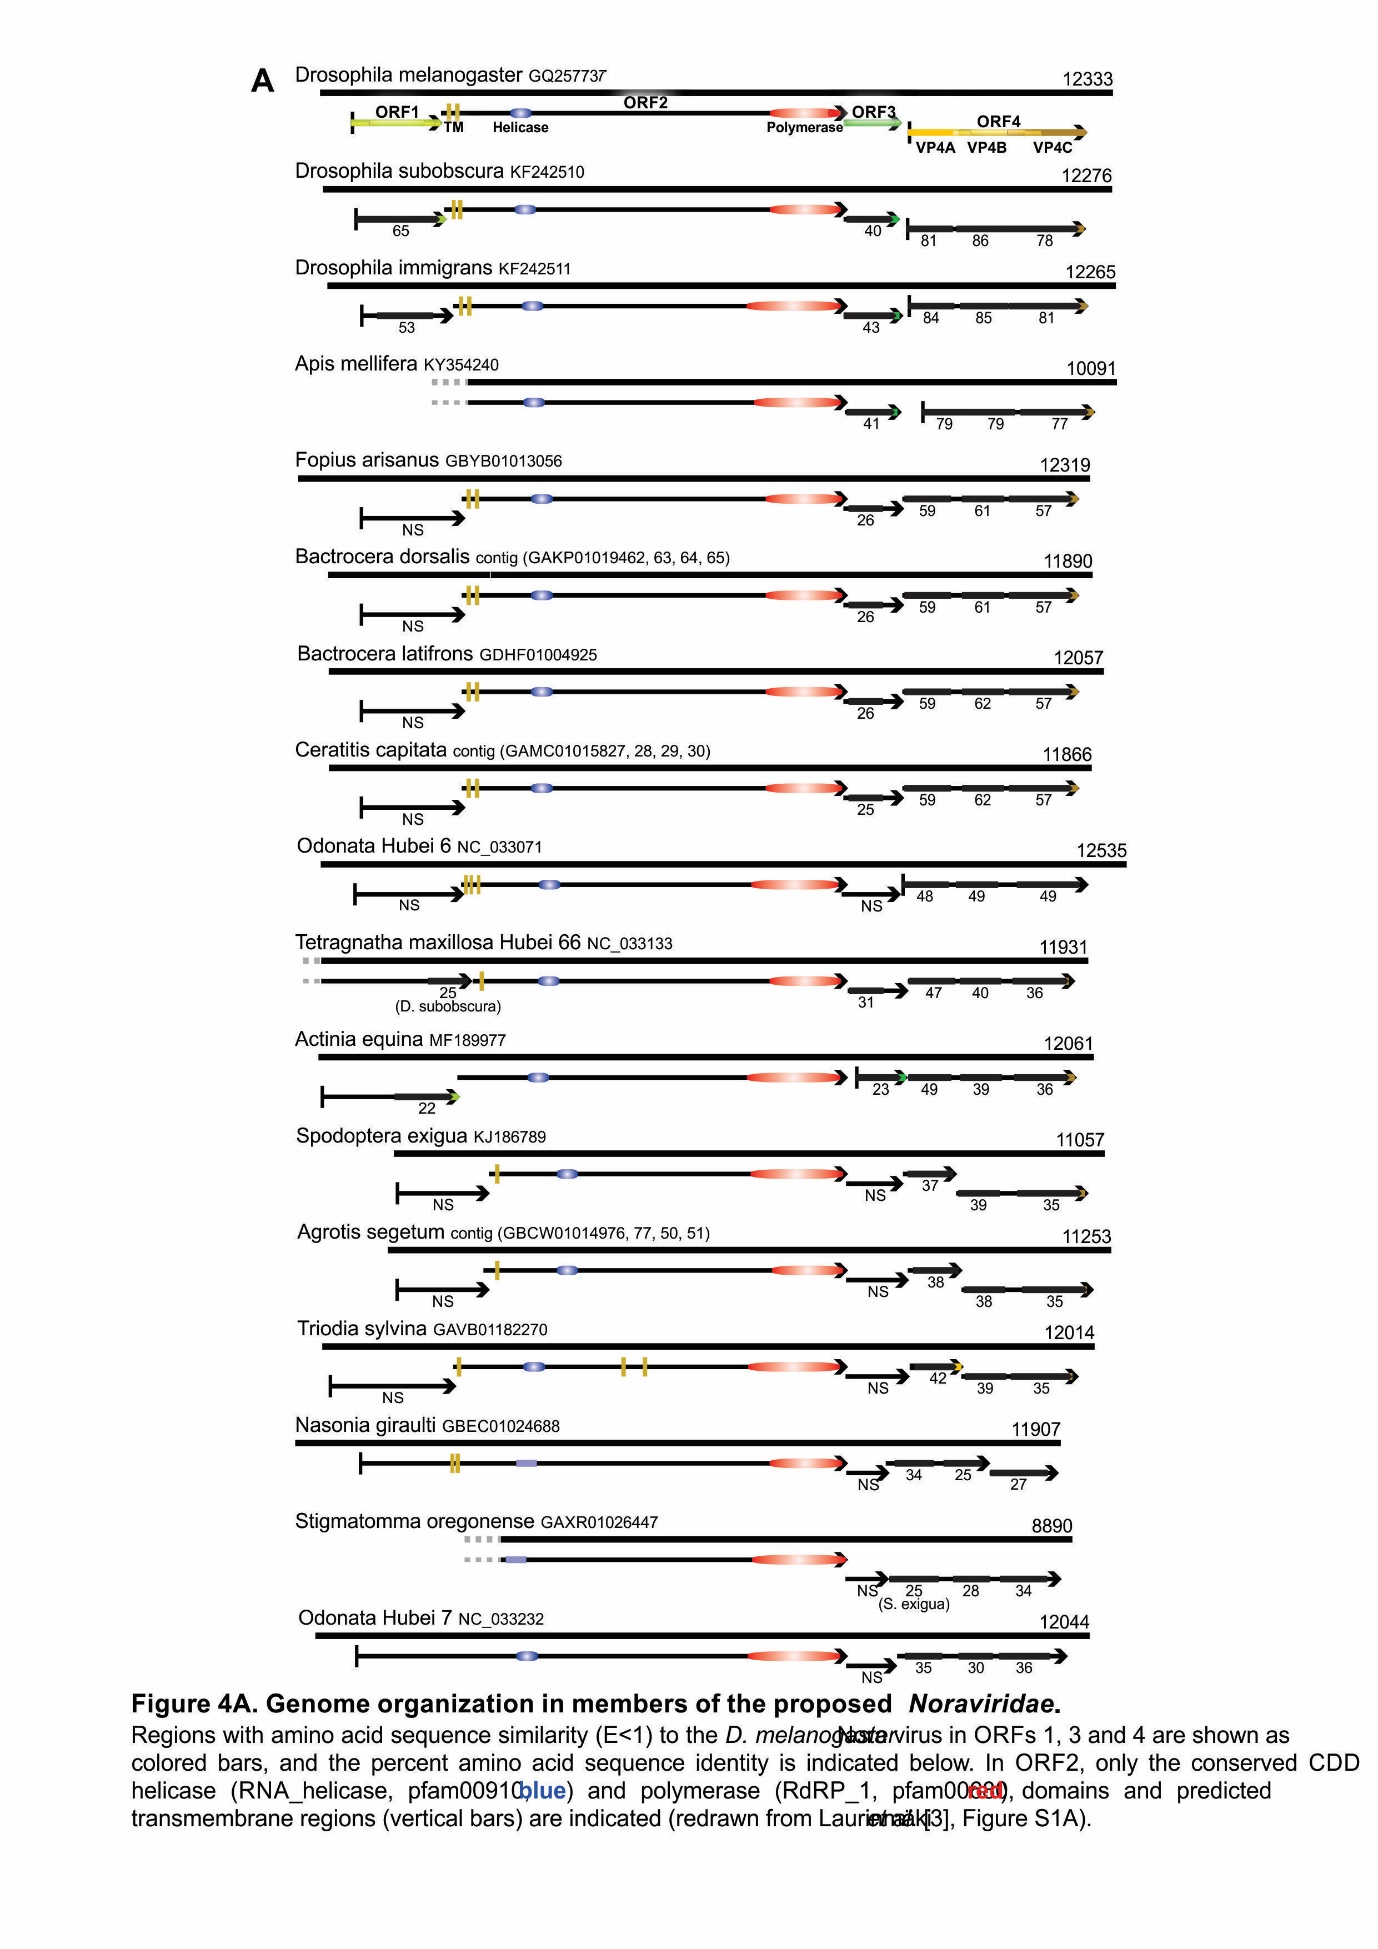 A
Drosophila melanogaster GQ257737
12333
ORF1
ORF2
ORF3
ORF4
TM
Helicase
Polymerase
VP4A
VP4B
VP4C
Drosophila subobscura KF242510
12276
65
40
81
86
78
Drosophila immigrans KF242511
12265
53
43
84
85
81
Apis mellifera KY354240
10091
41
79
79
77
Fopius arisanus GBYB01013056
12319
NS
26
59
61
57
Bactrocera dorsalis contig (GAKP01019462, 63, 64, 65)
11890
NS
26
59
61
57
Bactrocera latifrons GDHF01004925
12057
NS
26
59
62
57
Ceratitis capitata contig (GAMC01015827, 28, 29, 30)
11866
NS
25
59
62
57
Odonata Hubei 6 NC_033071
12535
NS
NS
48
49
49
Tetragnatha maxillosa Hubei 66 NC_033133
11931
25
(D. subobscura)
31
47
40
36
Actinia equina MF189977
12061
22
23
49
39
36
Spodoptera exigua KJ186789
11057
NS
NS
37
39
35
Agrotis segetum contig (GBCW01014976, 77, 50, 51)
11253
NS
NS
38
38
35
Triodia sylvina GAVB01182270
12014
NS
NS
42
39
35
Nasonia giraulti GBEC01024688
11907
NS
34
25
27
Stigmatomma oregonense GAXR01026447
8890
NS
25
28
34
(S. exigua)
Odonata Hubei 7 NC_033232
12044
NS
35
30
36
Figure 4A. Genome organization in members of the proposed Noraviridae.
Regions with amino acid sequence similarity (E<1) to the D. melanogaster Nora virus in ORFs 1, 3 and 4 are shown as
colored bars, and the percent amino acid sequence identity is indicated below. In ORF2, only the conserved CDD
helicase (RNA_helicase, pfam00910, blue) and polymerase (RdRP_1, red), domains and predicted
transmembrane regions (vertical bars) are indicated (redrawn from et al. [3], Figure S1A).